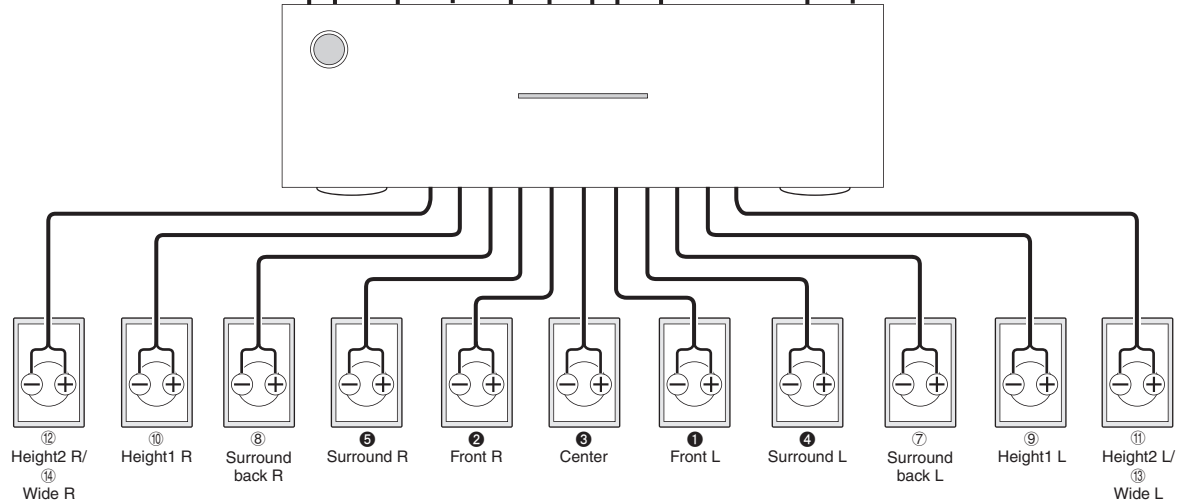 − + − + − + − + − + − + − + − + − + − + − +
⑫ ⑩ ⑧ ❺ ❷ ❸ ❶ ❹ ⑦ ⑨ ⑪
Height2 R/ Height1 R Surround Surround R Front R Center Front L Surround L Surround Height1 L Height2 L/
⑭ back R back L ⑬
Wide R Wide L